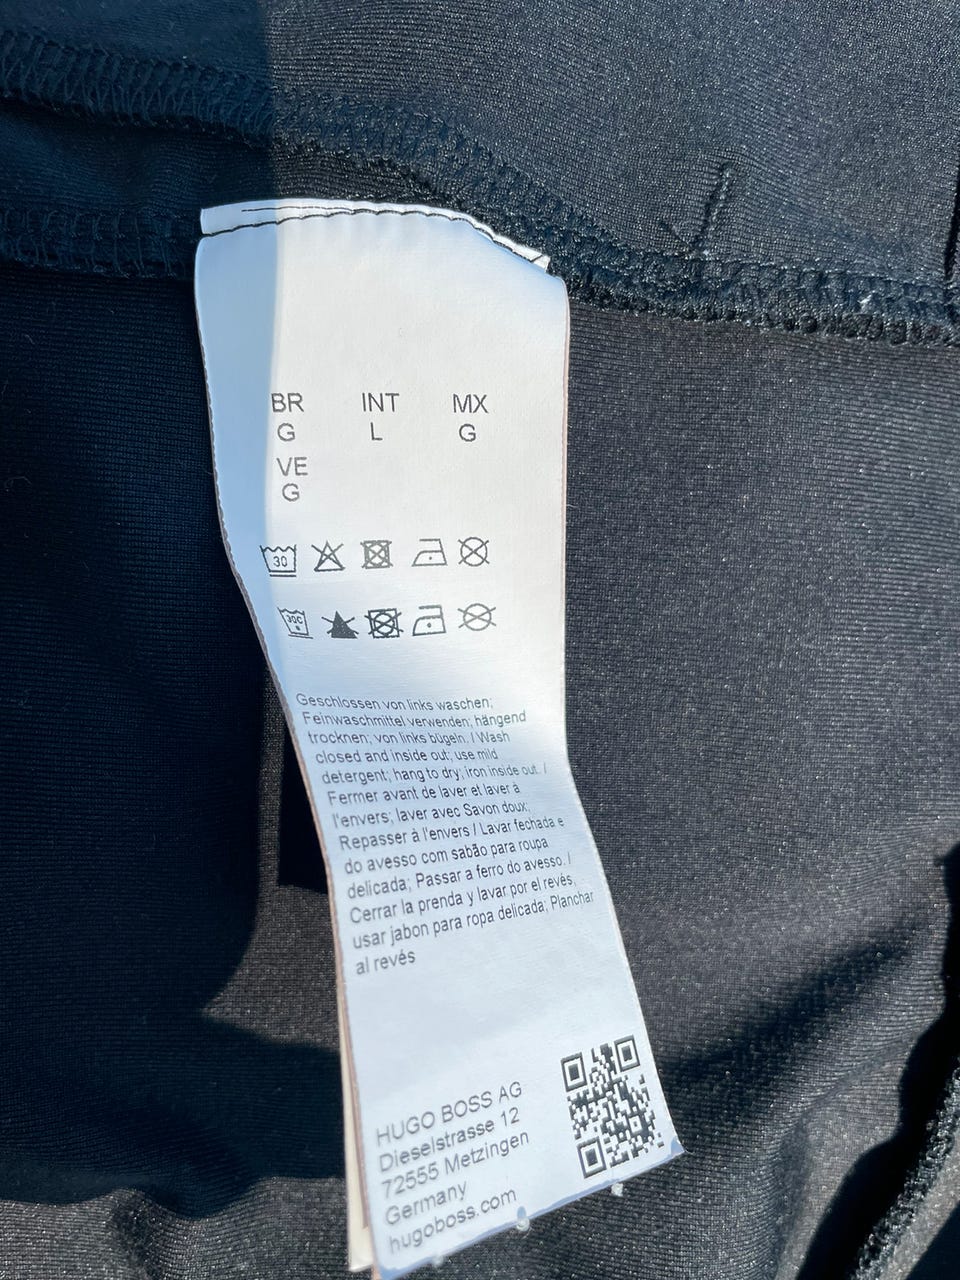 BR INT MX
G L G
VE
G
30
30C
Geschlossen von links waschen;
Feinwaschmittel verwenden; hängend
trocknen; von links bügeln. / Wash
closed and inside out; use mild
detergent; hang to dry; iron inside out. /
Fermer avant de laver et laver à
l'envers; laver avec Savon doux;
Repasser à l'envers / Lavar fechada e
do avesso com sabão para roupa
delicada; Passar a ferro do avesso. /
Cerrar la prenda y lavar por el revés,
usar jabon para ropa delicada; Planchar
al revés
HUGO BOSS AG
Dieselstrasse 12
72555 Metzingen
Germany
hugoboss.com